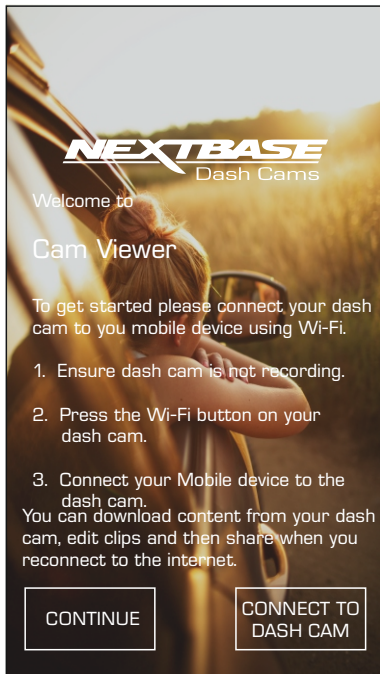 NEXTBASE
Dash Cams
Welcome to
Cam Viewer
To get started please connect your dash
cam to you mobile device using Wi-Fi.
1. Ensure dash cam is not recording.
2. Press the Wi-Fi button on your
dash cam.
3. Connect your Mobile device to the
dash cam.
You can download content from your dash
cam, edit clips and then share when you
reconnect to the internet.
CONTINUE
CONNECT TO
DASH CAM